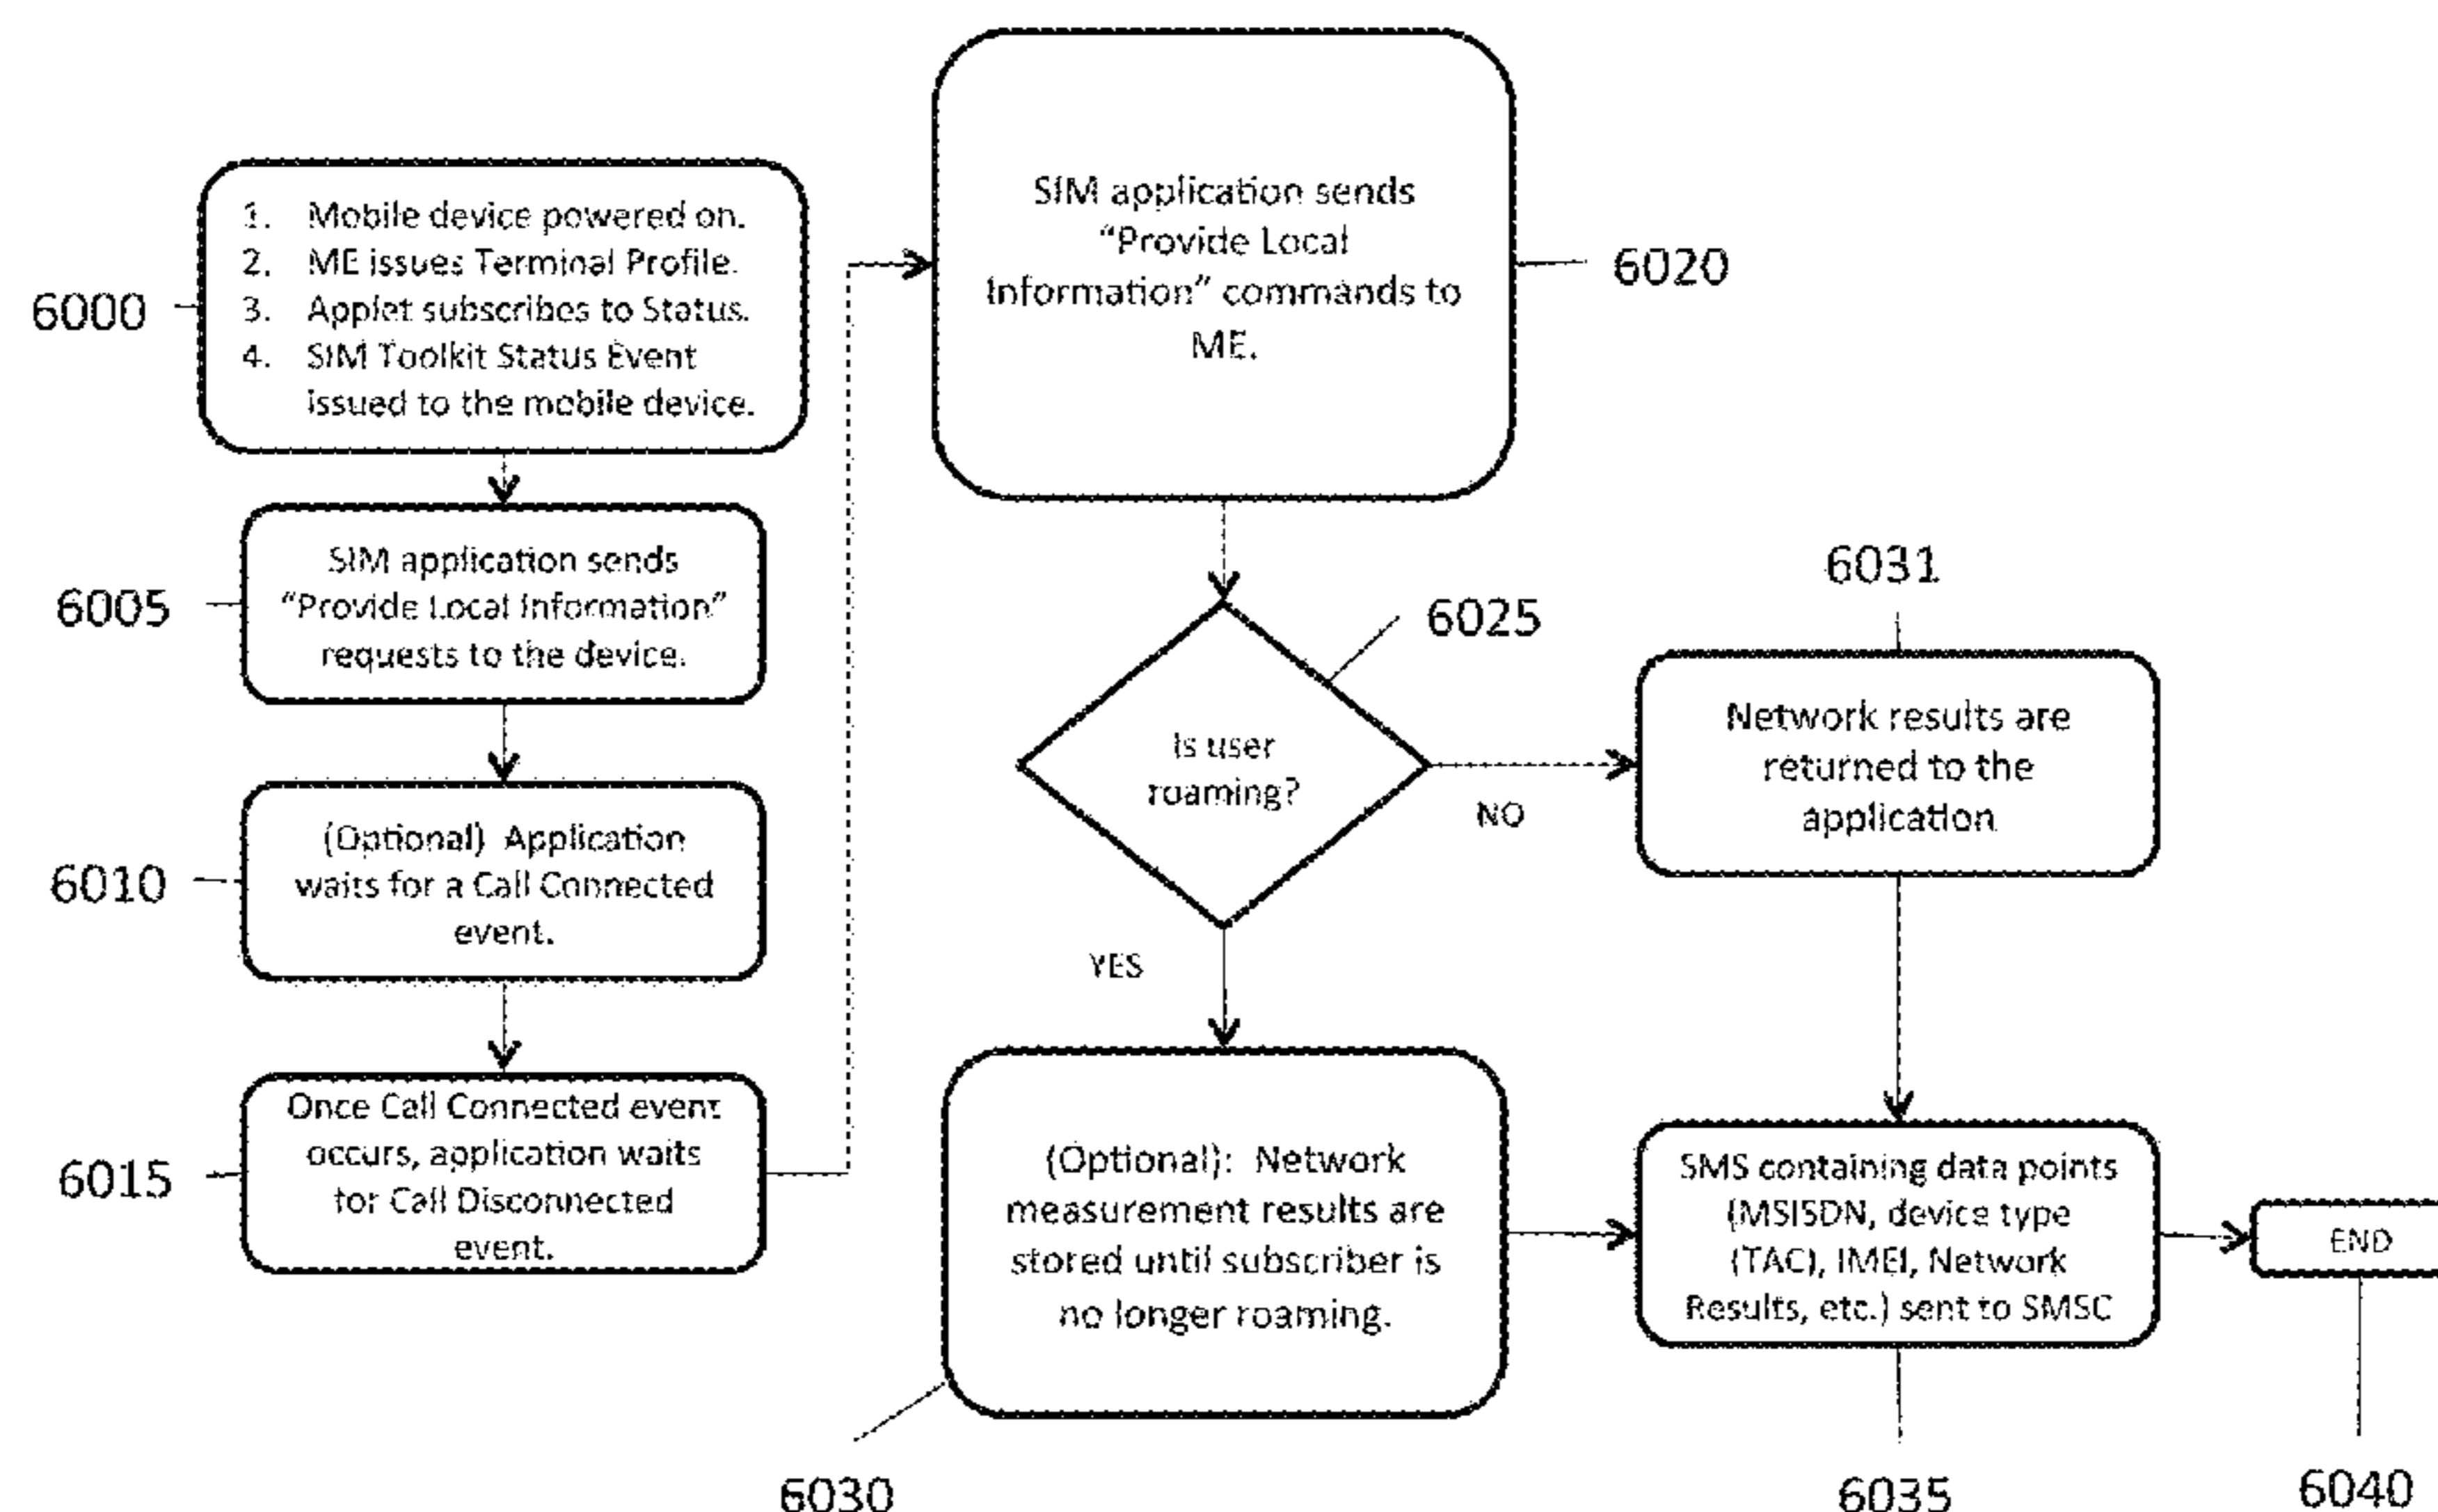 6000
1. Mobile device powered on.
2. ME issues Terminal Profile.
3. Applet subscribes to Status.
4. SIM Toolkit Status Event
issued to the mobile device.
6005
SIM application sends
“Provide Local Information”
requests to the device.
6010
(Optional) Application
waits for a Call Connected
event.
6015
Once Call Connected event
occurs, application waits
for Call Disconnected
event.
SIM application sends
“Provide Local
Information” commands to
ME.
6020
6025
Is user
roaming?
NO
YES
6031
Network results are
returned to the
application
(Optional): Network
measurement results are
stored until subscriber is
no longer roaming.
6030
SMS containing data points
(MSISDN, device type
(TAC), IMEI, Network
Results, etc.) sent to SMSC
6035
END
6040